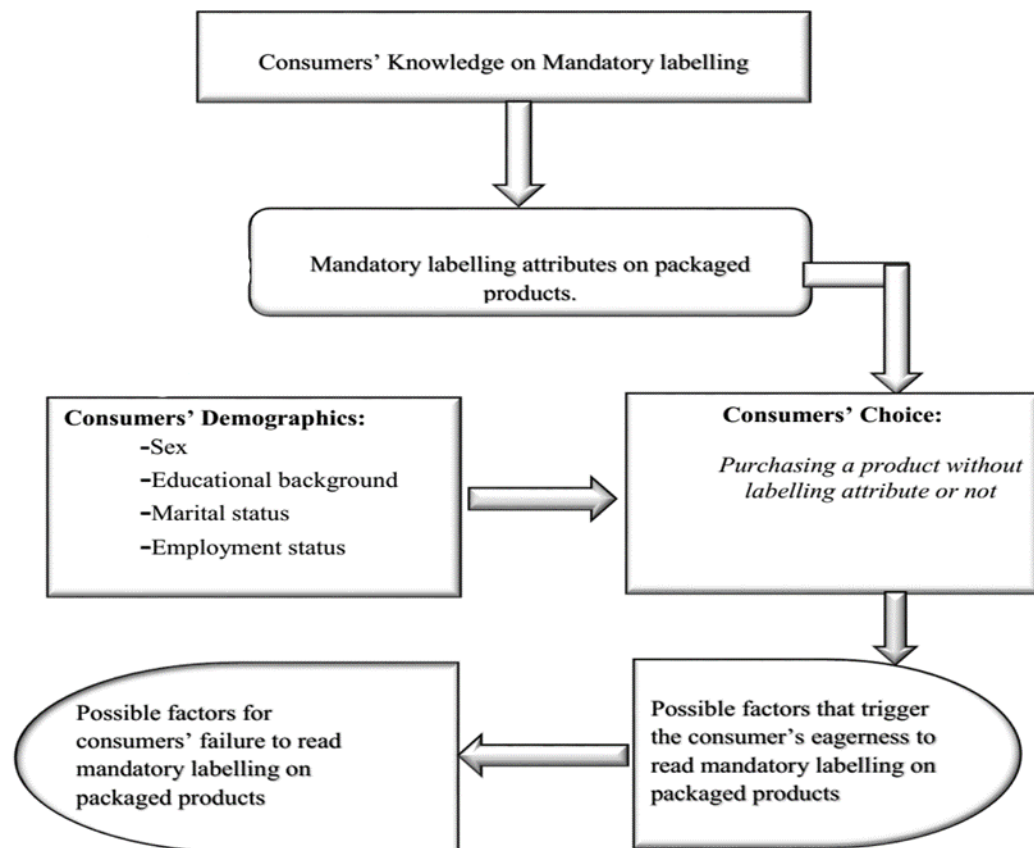 Consumers’ Knowledge on Mandatory labelling
Mandatory labelling attributes on packaged
products.
Consumers’ Demographics:
-Sex
-Educational background
-Marital status
-Employment status
Consumers’ Choice:
Purchasing a product without
labelling attribute or not
Possible factors for
consumers’ failure to read
mandatory labelling on
packaged products
Possible factors that trigger
the consumer’s eagerness to
read mandatory labelling on
packaged products